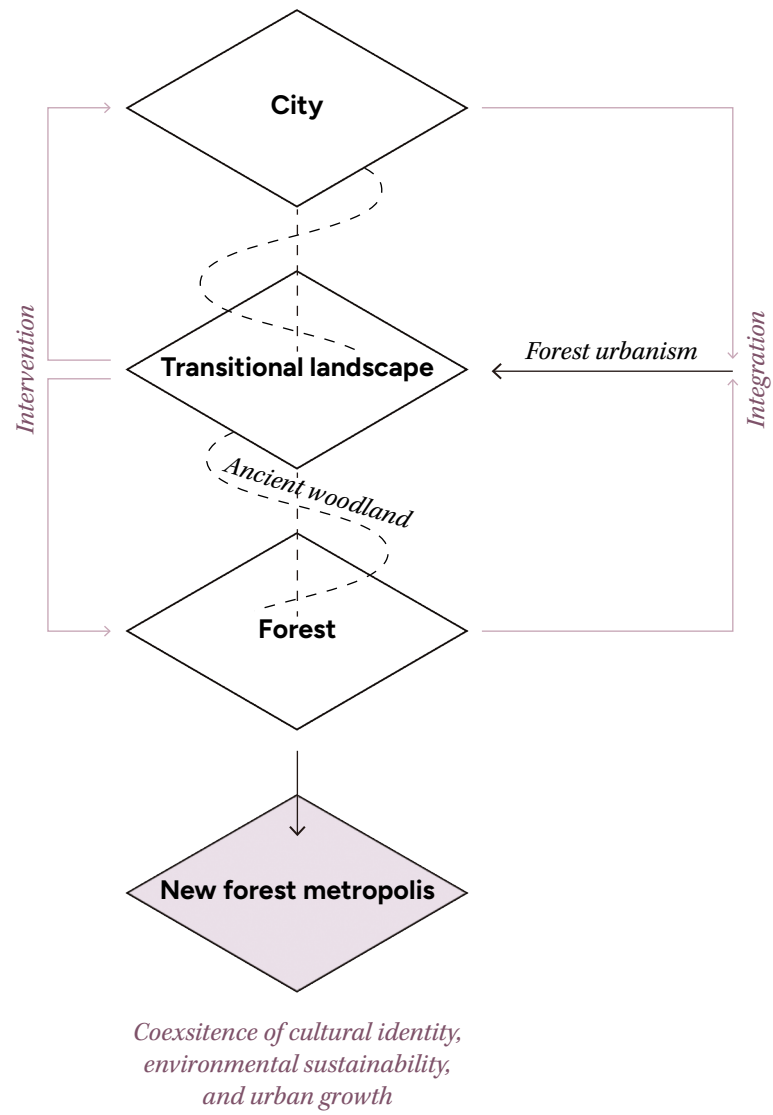 City
Intervention
Integration
Forest urbanism
Transitional landscape
Ancient woodland
Forest
New forest metropolis
Coexsitence of cultural identity,
environmental sustainability,
and urban growth